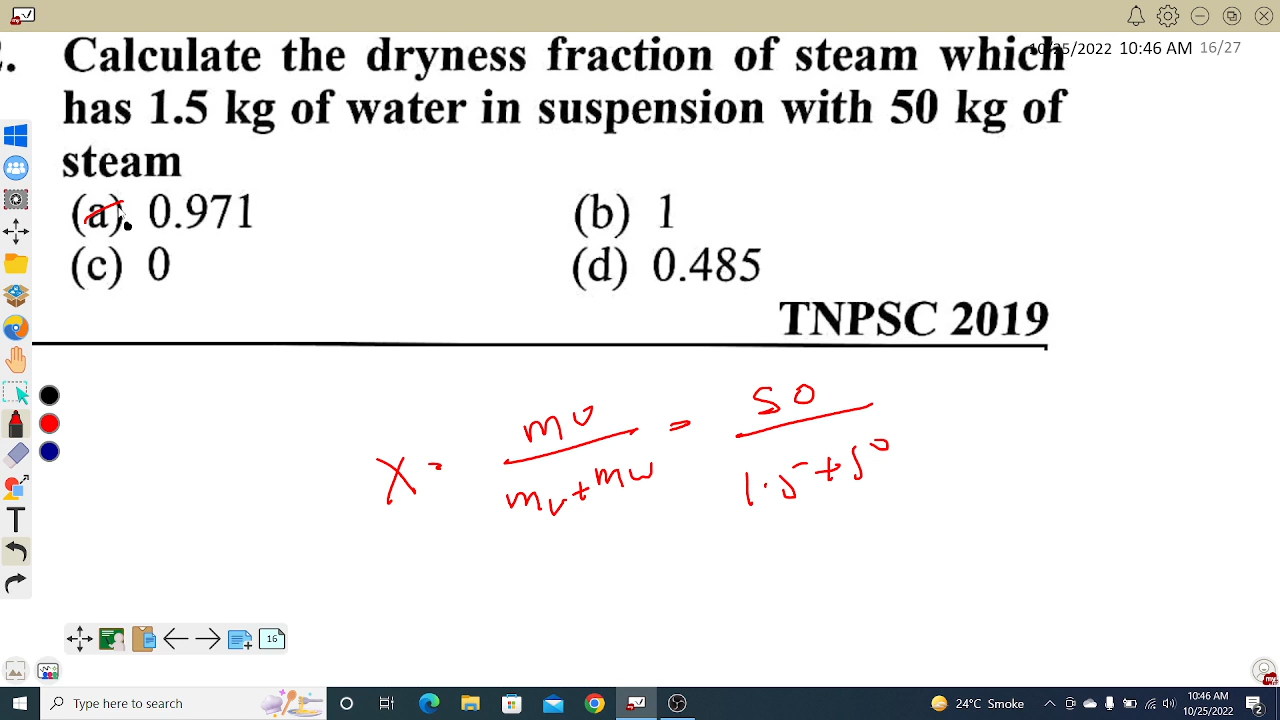 10/25/2022 10:46 AM 16/27
2. Calculate the dryness fraction of steam which
has 1.5 kg of water in suspension with 50 kg of
steam
(a). 0.971 (b) 1
(c) 0 (d) 0.485
TNPSC 2019
x = mv / mv+mw = 50 / 1.5+50
T
16
Type here to search
24°C Smoke
10:46 AM
10/25/2022